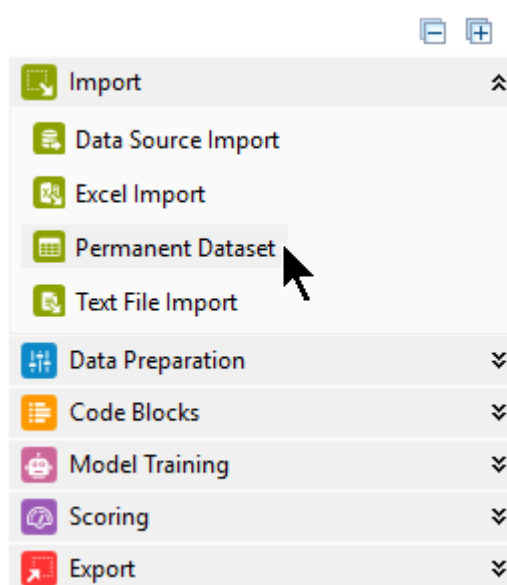 Import
Data Source Import
Excel Import
Permanent Dataset
Text File Import
Data Preparation
Code Blocks
Model Training
Scoring
Export